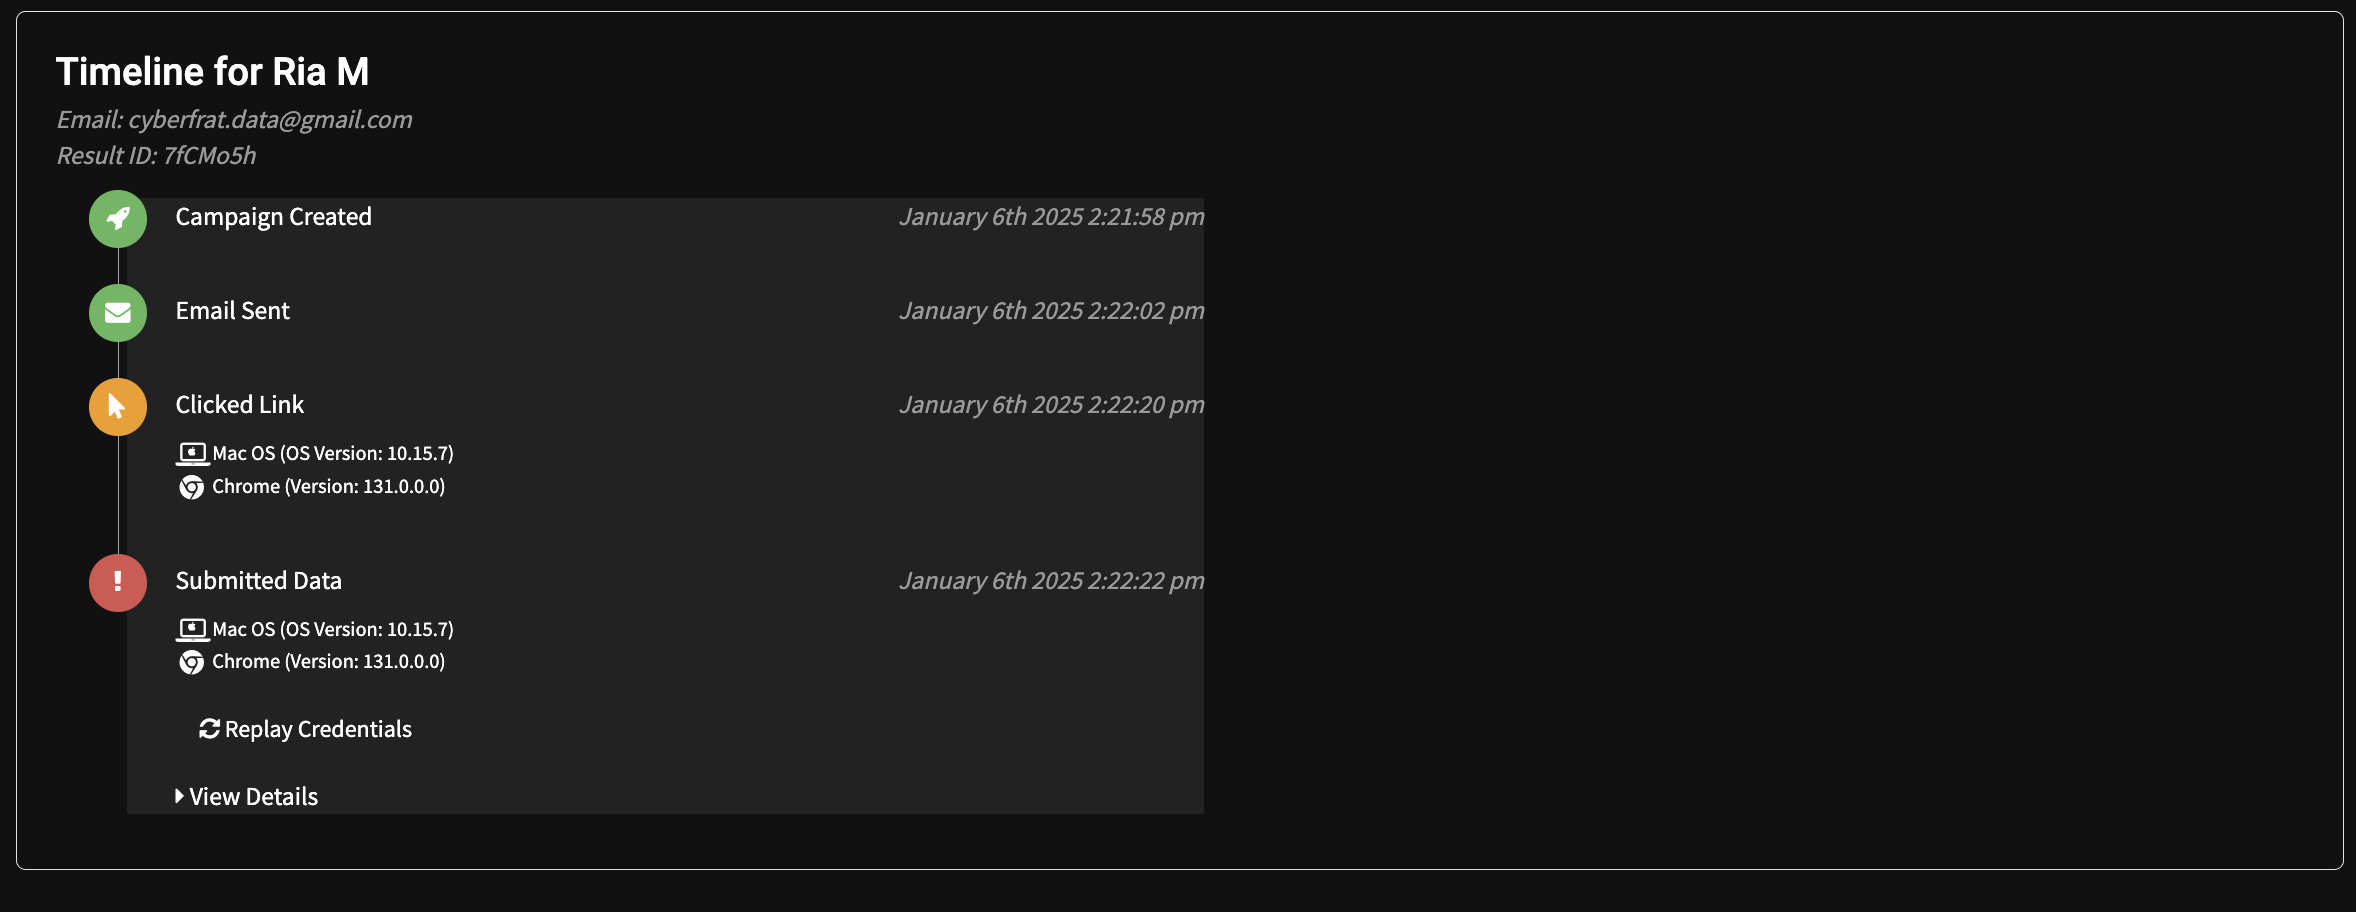 Timeline for Ria M
Email: cyberfrat.data@gmail.com
Result ID: 7fCMo5h
Campaign Created January 6th 2025 2:21:58 pm
Email Sent January 6th 2025 2:22:02 pm
Clicked Link January 6th 2025 2:22:20 pm
Mac OS (OS Version: 10.15.7)
Chrome (Version: 131.0.0.0)
Submitted Data January 6th 2025 2:22:22 pm
Mac OS (OS Version: 10.15.7)
Chrome (Version: 131.0.0.0)
Replay Credentials
View Details